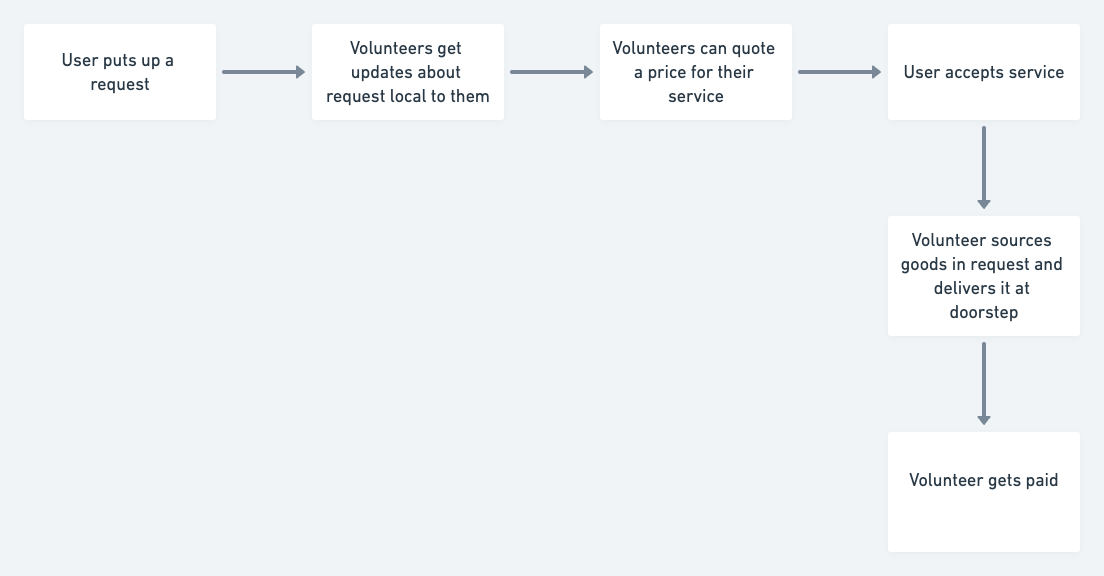 User puts up a
request
Volunteers get
updates about
request local to them
Volunteers can quote
a price for their
service
User accepts service
Volunteer sources
goods in request and
delivers it at
doorstep
Volunteer gets paid